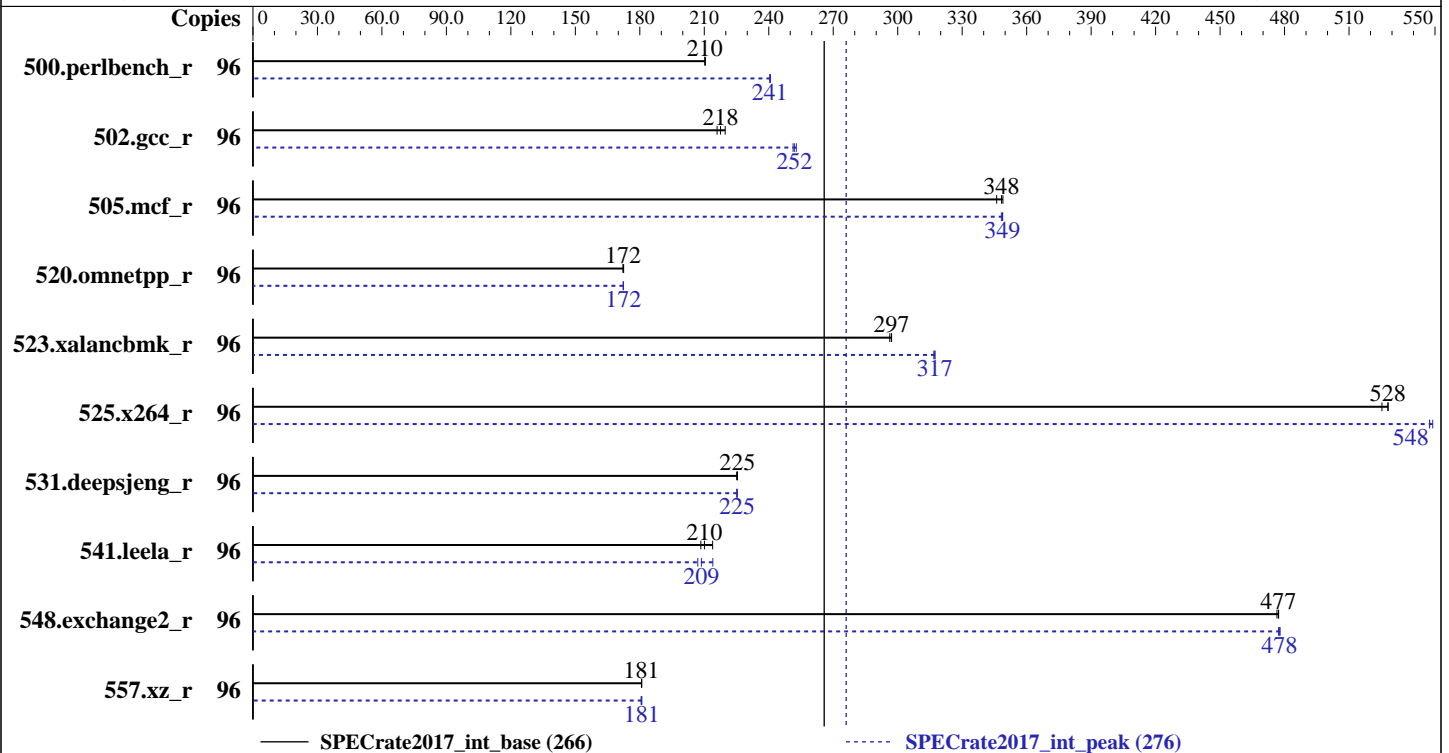 Copies 0 30.0 60.0 90.0 120 150 180 210 240 270 300 330 360 390 420 450 480 510 550
500.perlbench_r 96 210
241
502.gcc_r 96 218
252
505.mcf_r 96 348
349
520.omnetpp_r 96 172
172
523.xalancbmk_r 96 297
317
525.x264_r 96 528
548
531.deepsjeng_r 96 225
225
541.leela_r 96 210
209
548.exchange2_r 96 477
478
557.xz_r 96 181
181
SPECrate2017_int_base (266) SPECrate2017_int_peak (276)